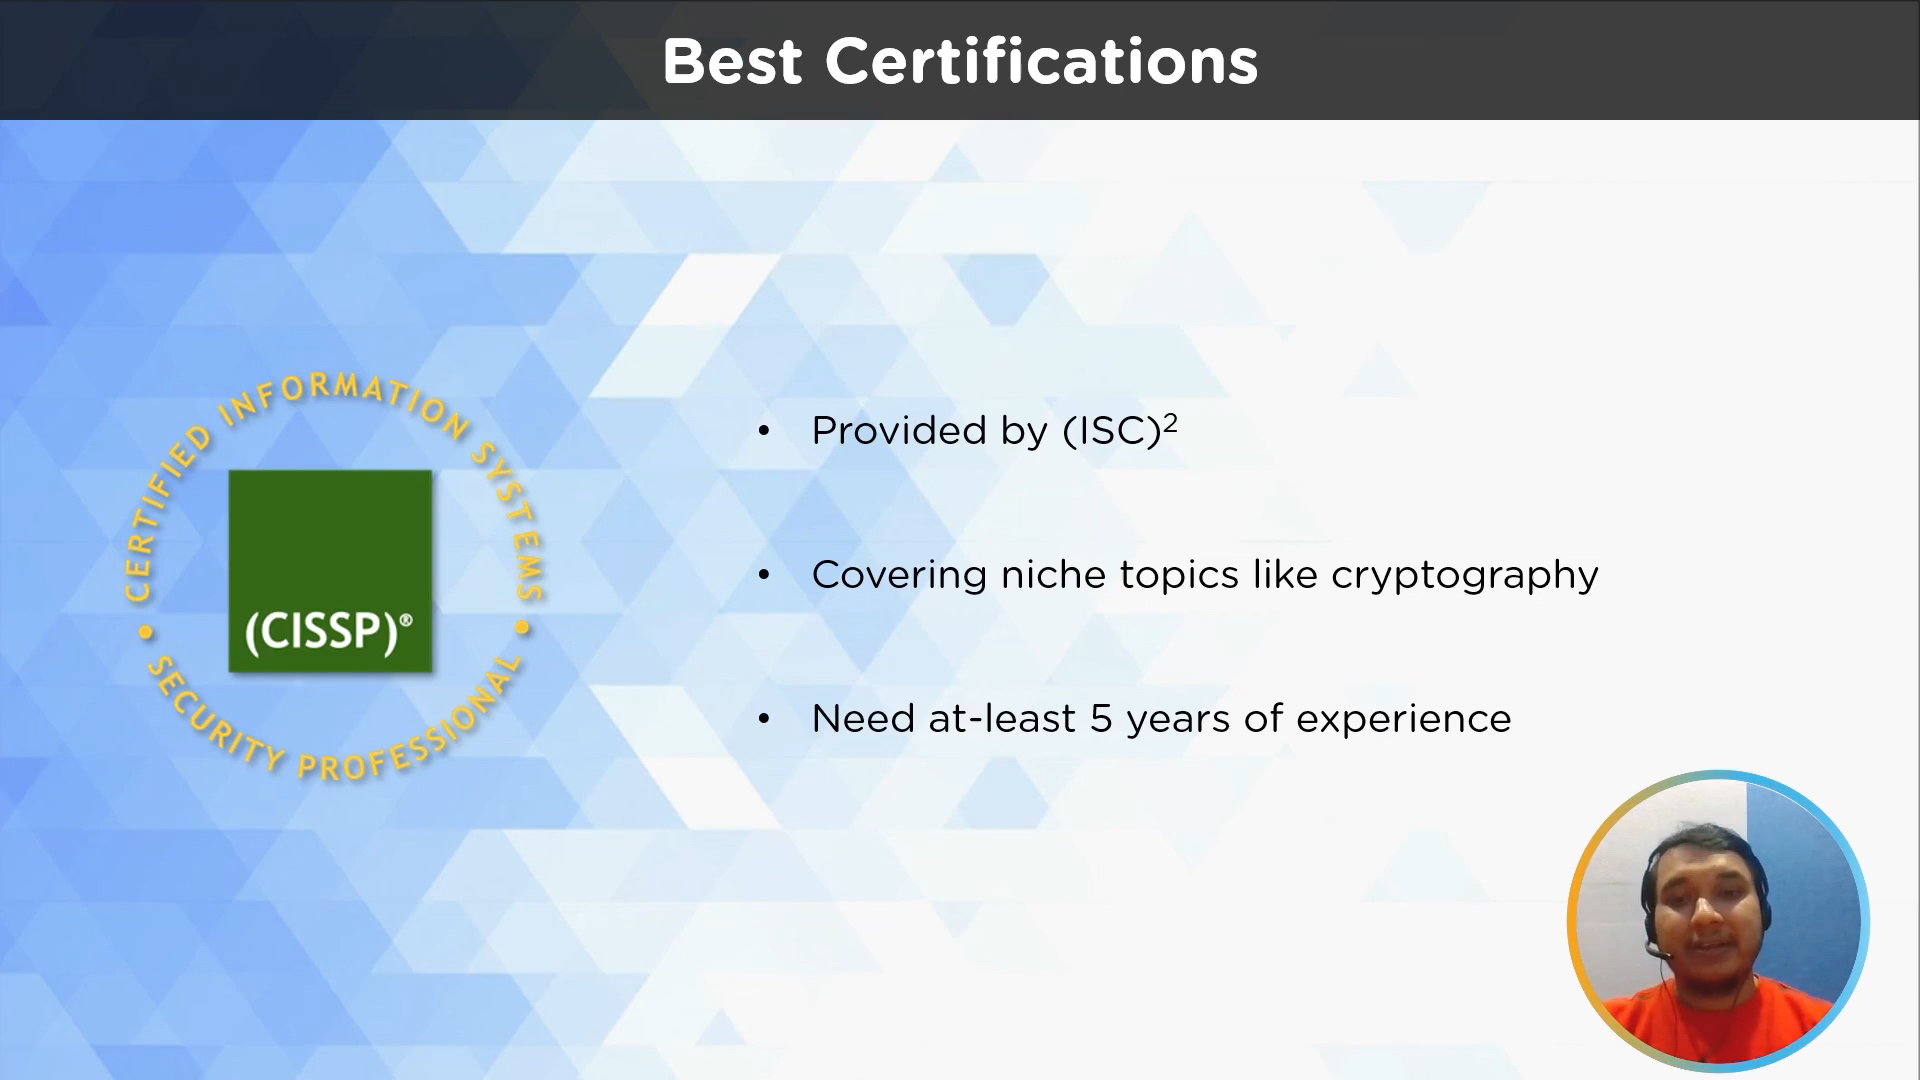 Best Certifications
CERTIFIED INFORMATION SYSTEMS
(CISSP)®
• SECURITY PROFESSIONAL •
• Provided by (ISC)²
• Covering niche topics like cryptography
• Need at-least 5 years of experience